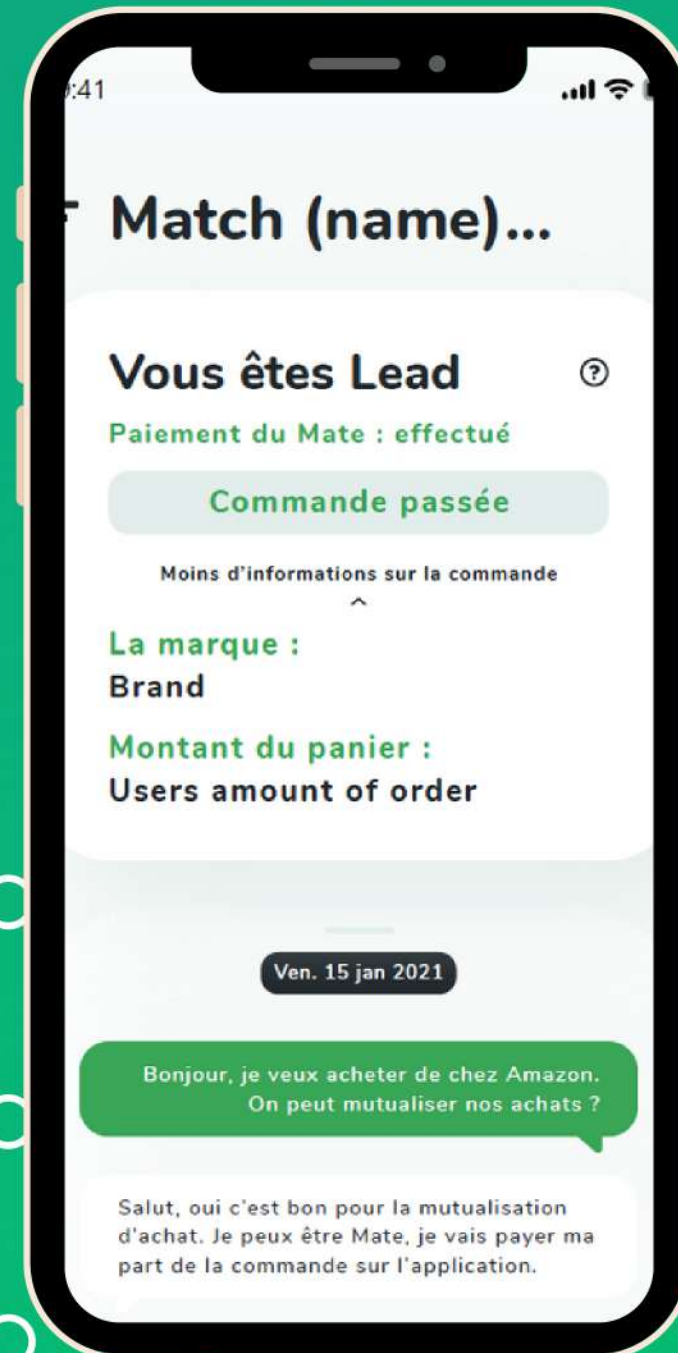 :41
Match (name)...
Vous êtes Lead
Paiement du Mate : effectué
Commande passée
Moins d'informations sur la commande
La marque :
Brand
Montant du panier :
Users amount of order
Ven. 15 jan 2021
Bonjour, je veux acheter de chez Amazon.
On peut mutualiser nos achats ?
Salut, oui c'est bon pour la mutualisation
d'achat. Je peux être Mate, je vais payer ma
part de la commande sur l'application.